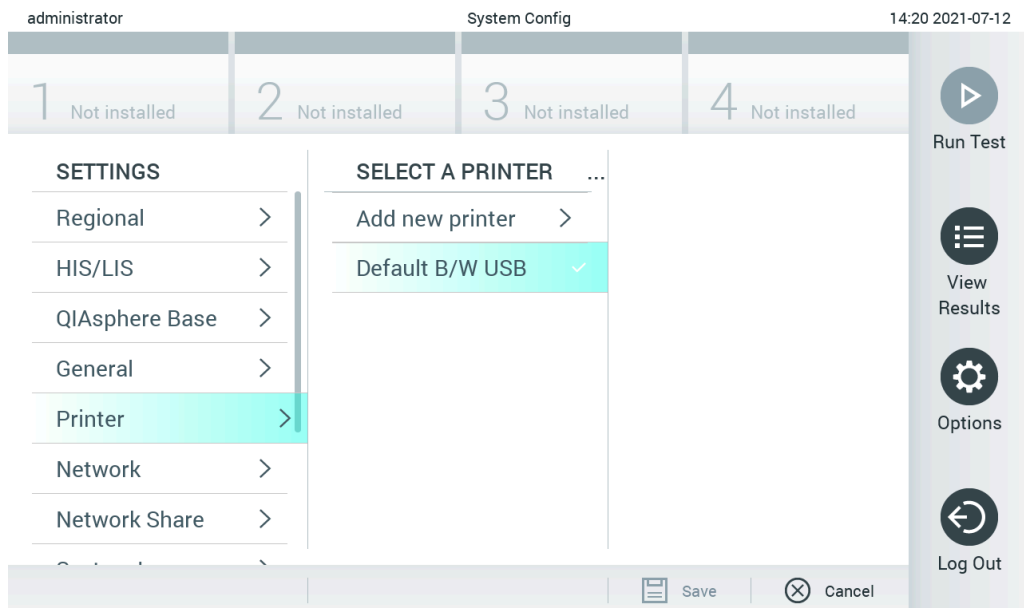 administrator
System Config
14:20 2021-07-12
1 Not installed
2 Not installed
3 Not installed
4 Not installed
Run Test
View
Results
Options
Log Out
SETTINGS
Regional
HIS/LIS
QIAsphere Base
General
Printer
Network
Network Share
SELECT A PRINTER ...
Add new printer
Default B/W USB
Save
Cancel